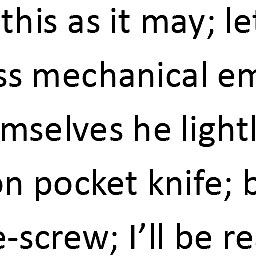 this as it may; let
ss mechanical em
mselves he lightl
on pocket knife; b
e-screw; I’ll be re